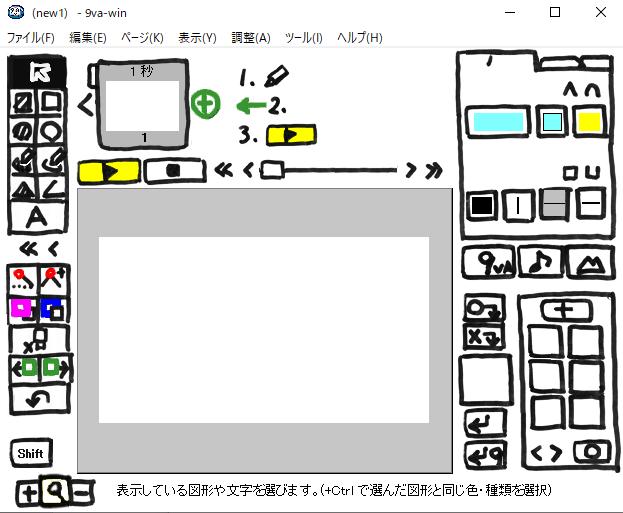 (new1) - 9va-win
ファイル(F) 編集(E) ページ(K) 表示(Y) 調整(A) ツール(I) ヘルプ(H)
1 秒
1
1.
2.
3.
A
9VA
Shift
表示している図形や文字を選びます。(+Ctrl で選んだ図形と同じ色・種類を選択)